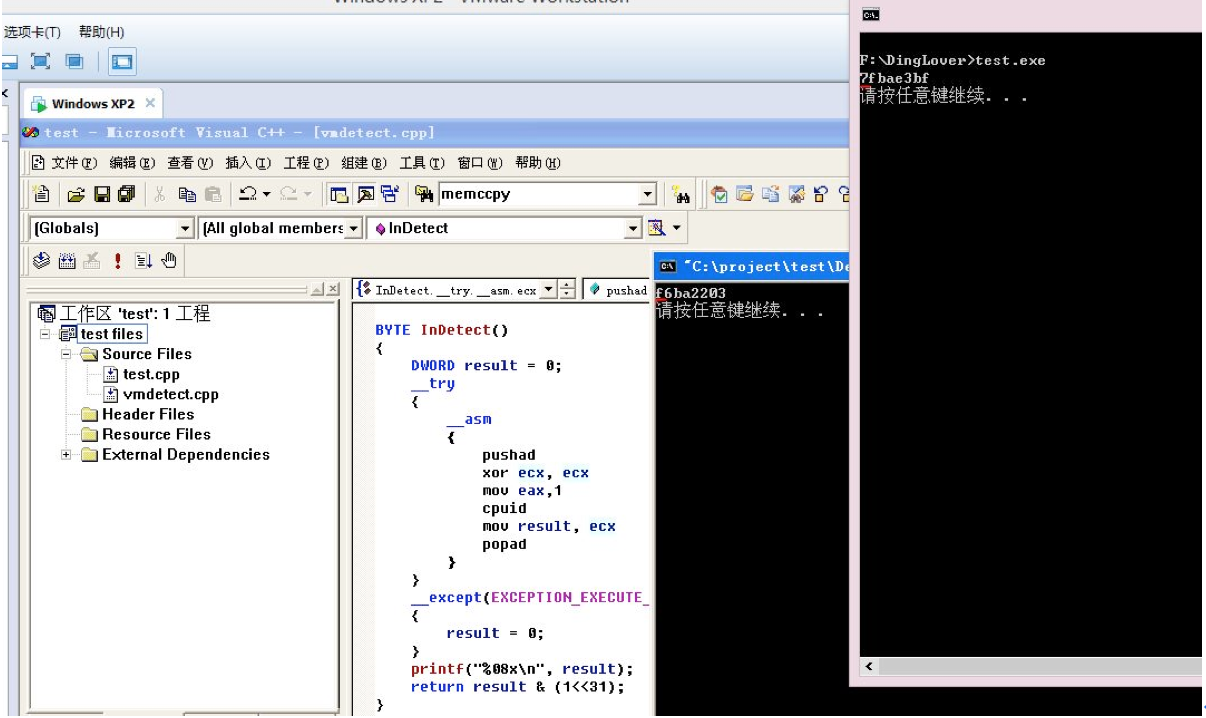 选项卡(T) 帮助(H)
Windows XP2
test - Microsoft Visual C++ - [vmdetect.cpp]
文件(F) 编辑(E) 查看(V) 插入(I) 工程(P) 组建(B) 工具(T) 窗口(W) 帮助(H)
memccpy
(Globals) (All global members InDetect
InDetect.__try.__asm.ecx pushad
工作区 'test': 1 工程
test files
Source Files
test.cpp
vmdetect.cpp
Header Files
Resource Files
External Dependencies
BYTE InDetect()
{
DWORD result = 0;
__try
{
__asm
{
pushad
xor ecx, ecx
mov eax,1
cpuid
mov result, ecx
popad
}
}
__except(EXCEPTION_EXECUTE_
{
result = 0;
}
printf("%08x\n", result);
return result & (1<<31);
}
"C:\project\test\De
f6ba2203
请按任意键继续. . .
F:\DingLover>test.exe
7fbae3bf
请按任意键继续. . .